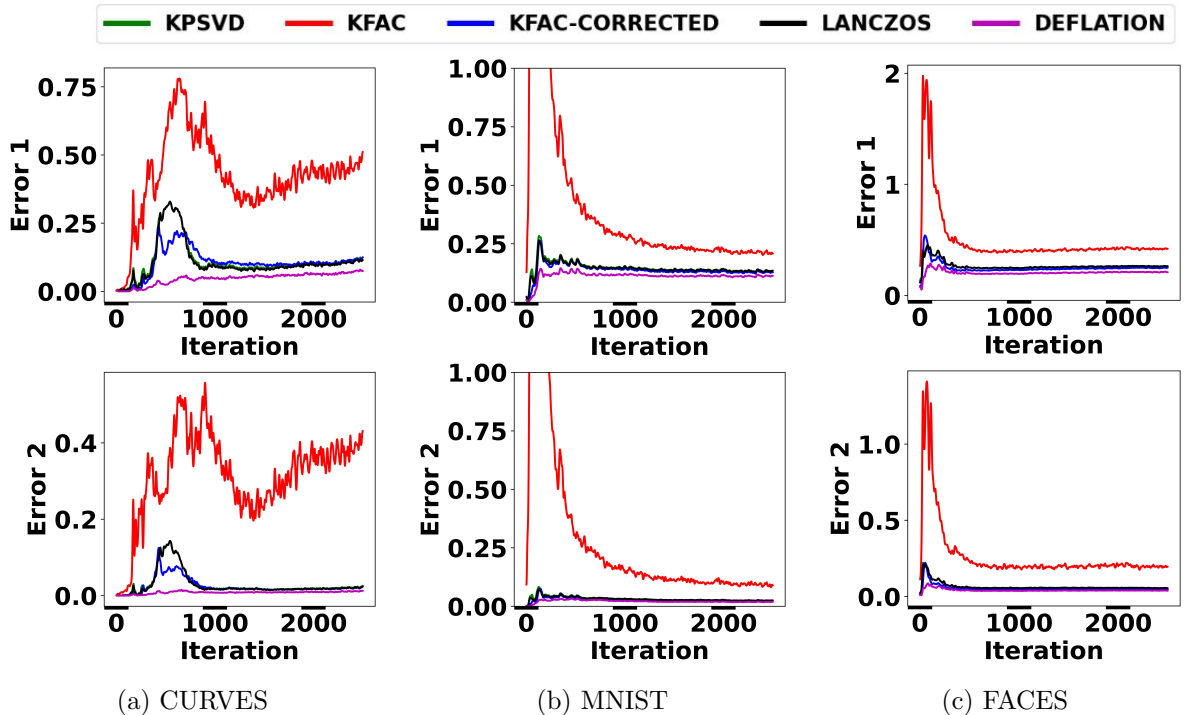 KPSVD KFAC KFAC-CORRECTED LANCZOS DEFLATION
0.75
0.50
0.25
0.00
Error 1
0 1000 2000
Iteration
1.00
0.75
0.50
0.25
0.00
Error 1
0 1000 2000
Iteration
2
1
0
Error 1
0 1000 2000
Iteration
0.4
0.2
0.0
Error 2
0 1000 2000
Iteration
(a) CURVES
1.00
0.75
0.50
0.25
0.00
Error 2
0 1000 2000
Iteration
(b) MNIST
1.0
0.5
0.0
Error 2
0 1000 2000
Iteration
(c) FACES